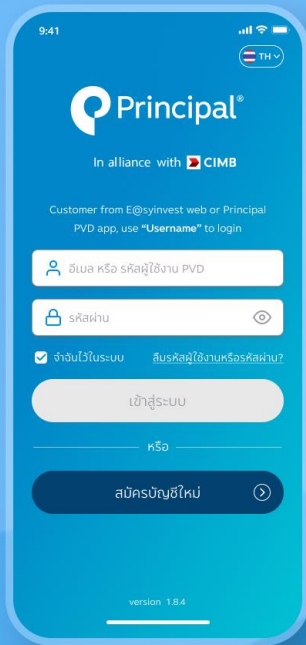 9:41
TH
Principal®
In alliance with CIMB
Customer from E@syinvest web or Principal
PVD app, use “Username” to login
อีเมล หรือ รหัสผู้ใช้งาน PVD
รหัสผ่าน
จำฉันไว้ในระบบ ลืมรหัสผู้ใช้งานหรือรหัสผ่าน?
เข้าสู่ระบบ
หรือ
สมัครบัญชีใหม่
version 1.8.4